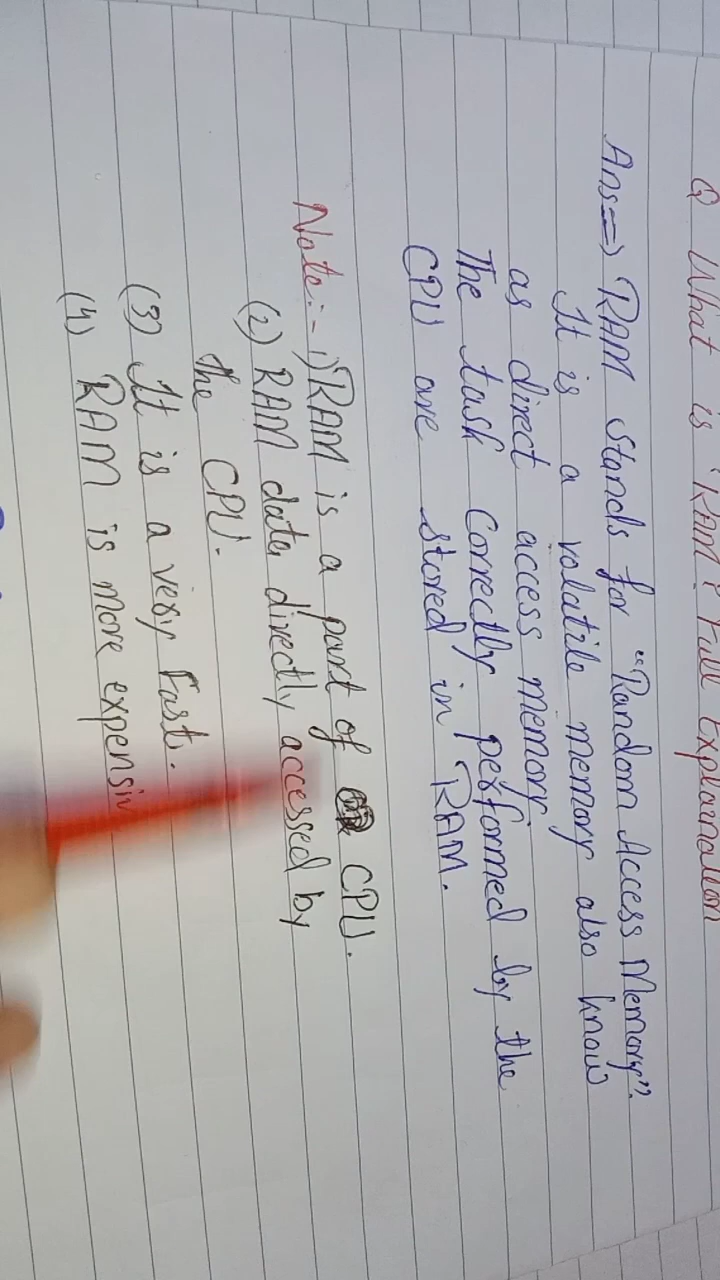 Q What is "RAM? Full Explaination
Ans=> RAM stands for "Random Access Memory".
It is a volatile memory also know
as direct access memory
The task Correctly performed by the
CPU are stored in RAM.
Note:- 1) RAM is a part of CPU.
(2) RAM data directly accessed by
the CPU.
(3) It is a very Fast.
(4) RAM is more expensiv